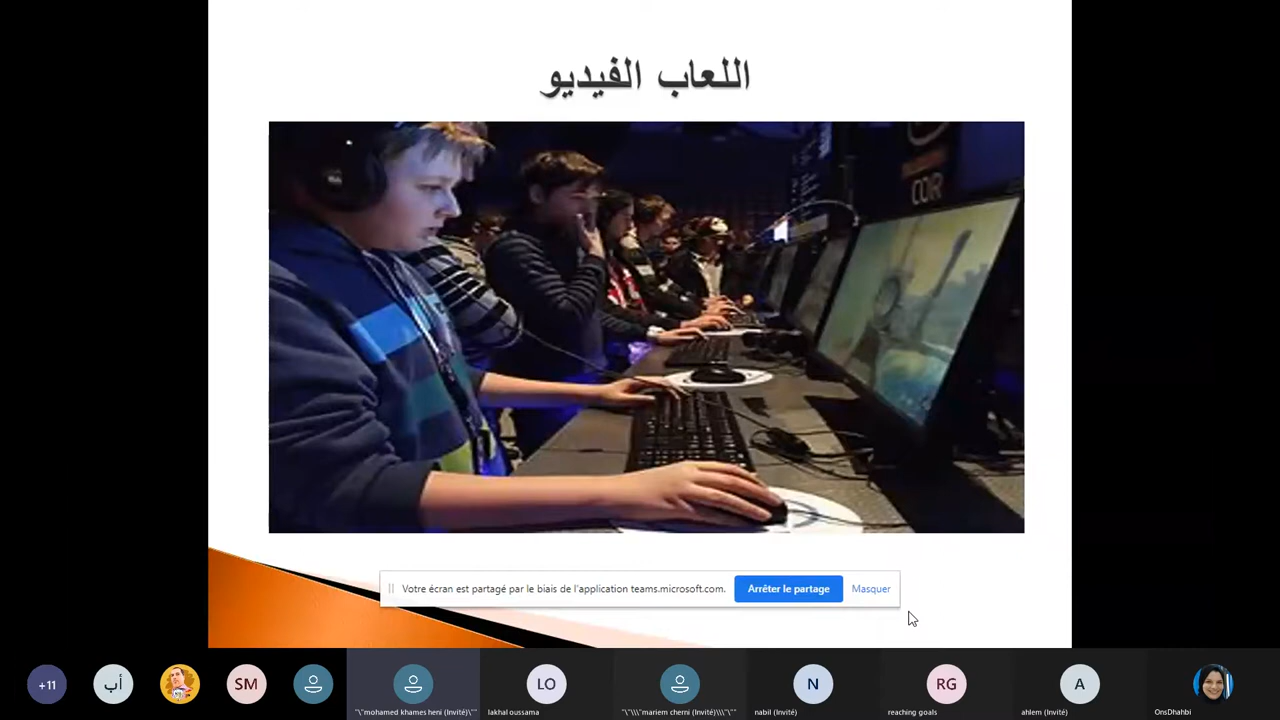 اللعاب الفيديو
COIR
Votre écran est partagé par le biais de l'application teams.microsoft.com.
Arrêter le partage
Masquer
+11
أب
SM
LO
N
RG
A
"\"mohamed khames heni (Invité)\""
lakhal oussama
"\"\\\"mariem cherni (Invité)\\\"\""
nabil (Invité)
reaching goals
ahlem (Invité)
OnsDhahbi